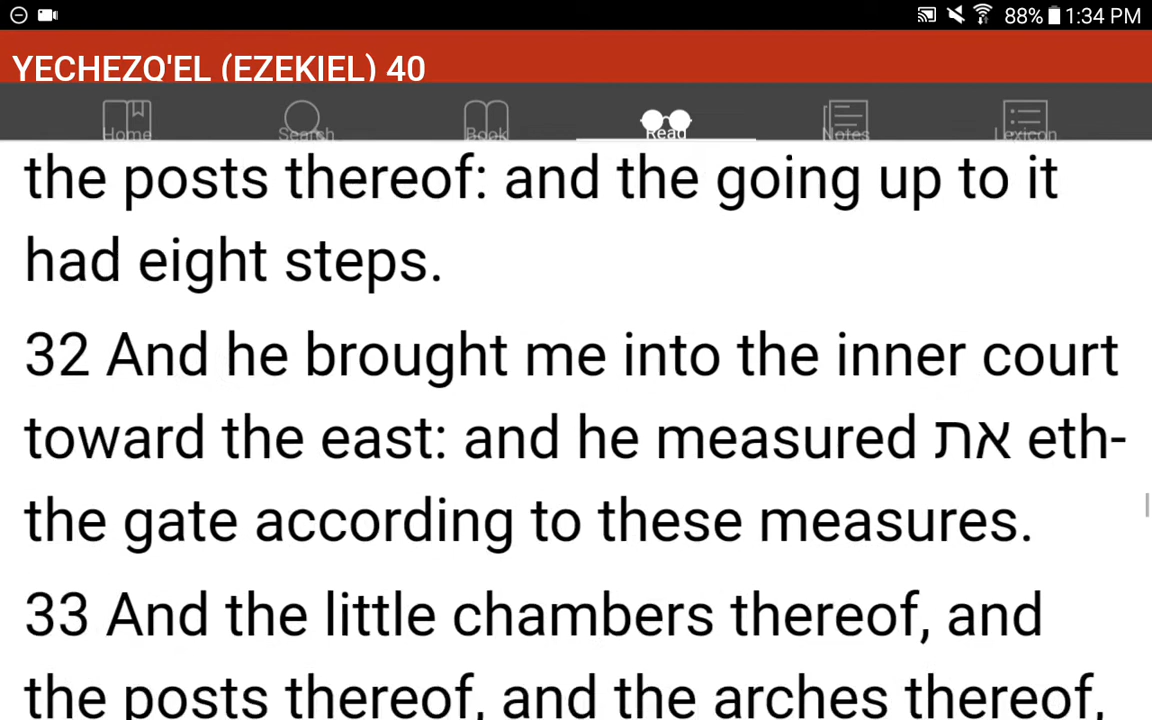 88% 1:34 PM
YECHEZQ'EL (EZEKIEL) 40
Home Search Book Read Notes Lexicon
the posts thereof: and the going up to it
had eight steps.
32 And he brought me into the inner court
toward the east: and he measured את eth-
the gate according to these measures.
33 And the little chambers thereof, and
the posts thereof, and the arches thereof,